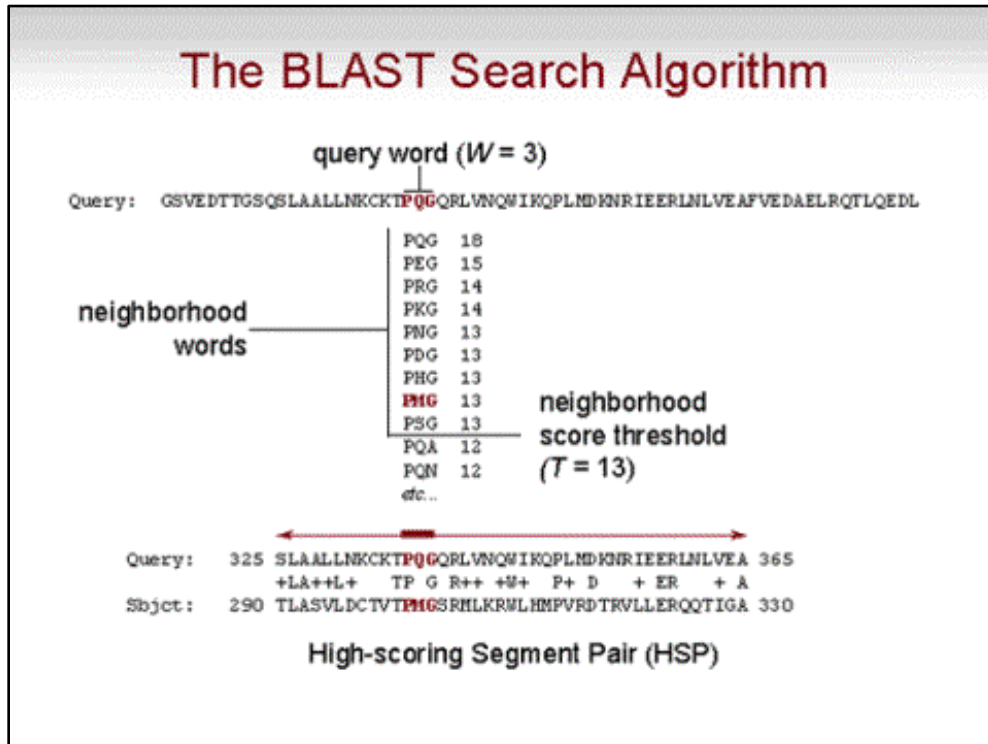 The BLAST Search Algorithm
query word (W = 3)
Query: GSVEDTTGSQSLAALLNKCKTPQGQRLVNQWIKQPLMDKNRIEERLNLVEAFVEDAELRQTLQEDL
PQG 18
PEG 15
PRG 14
PKG 14
PNG 13
PDG 13
PHG 13
PMG 13
PSG 13
PQA 12
PQN 12
etc...
neighborhood
words
neighborhood
score threshold
(T = 13)
Query: 325 SLAALLNKCKTPQGQRLVNQWIKQPLMDKNRIEERLNLVEA 365
+LA++L+ TP G R++ +W+ P+ D + ER + A
Sbjct: 290 TLASVLDCTVTPMGSRMLKRWLHMPVRDTRVLLERQQTIGA 330
High-scoring Segment Pair (HSP)